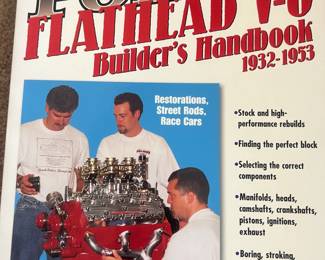 FLATHEAD V-8
Builder's Handbook
1932-1953
Restorations,
Street Rods,
Race Cars
•Stock and high-
performance rebuilds
•Finding the perfect block
•Selecting the correct
components
•Manifolds, heads,
camshafts, crankshafts,
pistons, ignitions,
exhaust
•Boring, stroking,